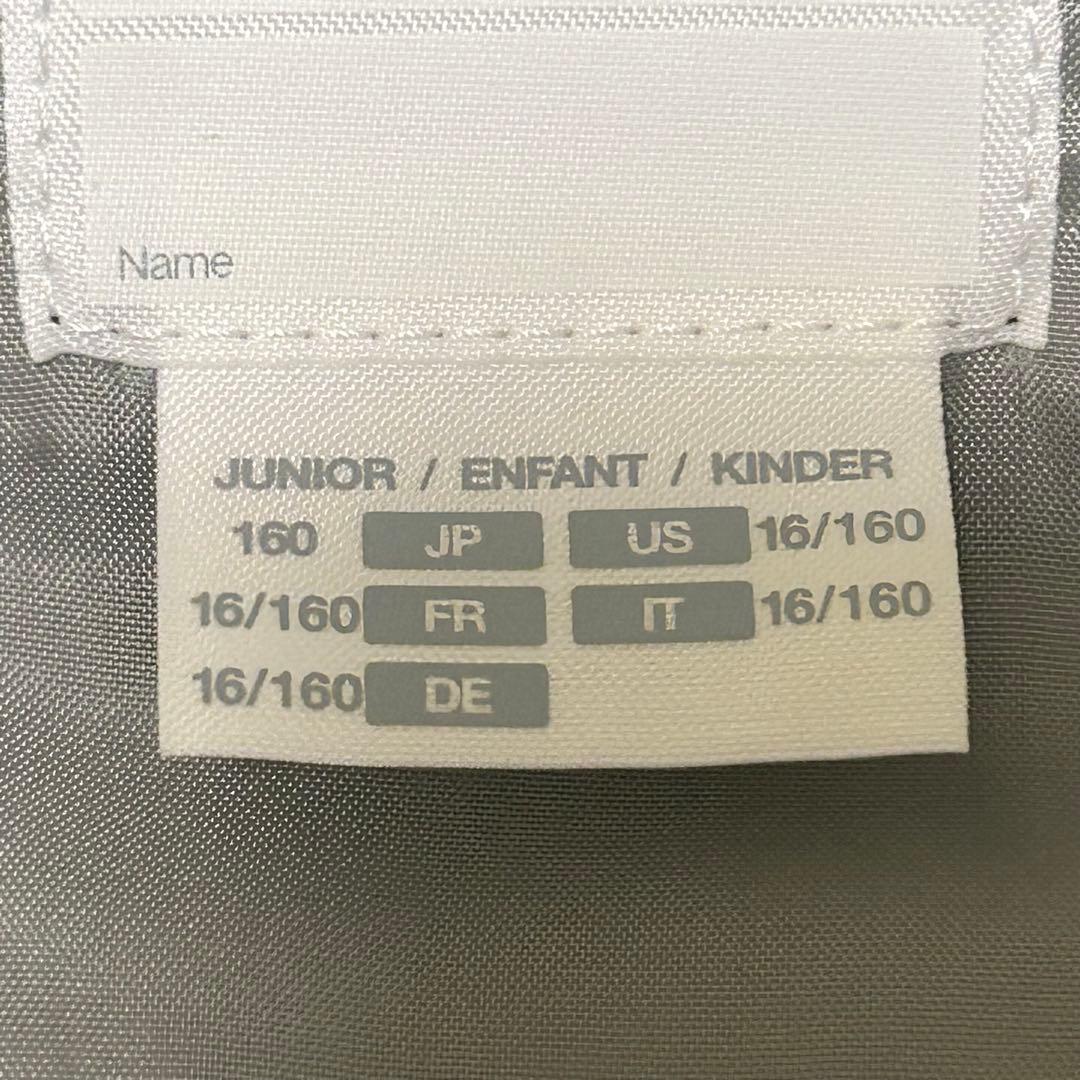 Name
JUNIOR / ENFANT / KINDER
160 JP US 16/160
16/160 FR IT 16/160
16/160 DE